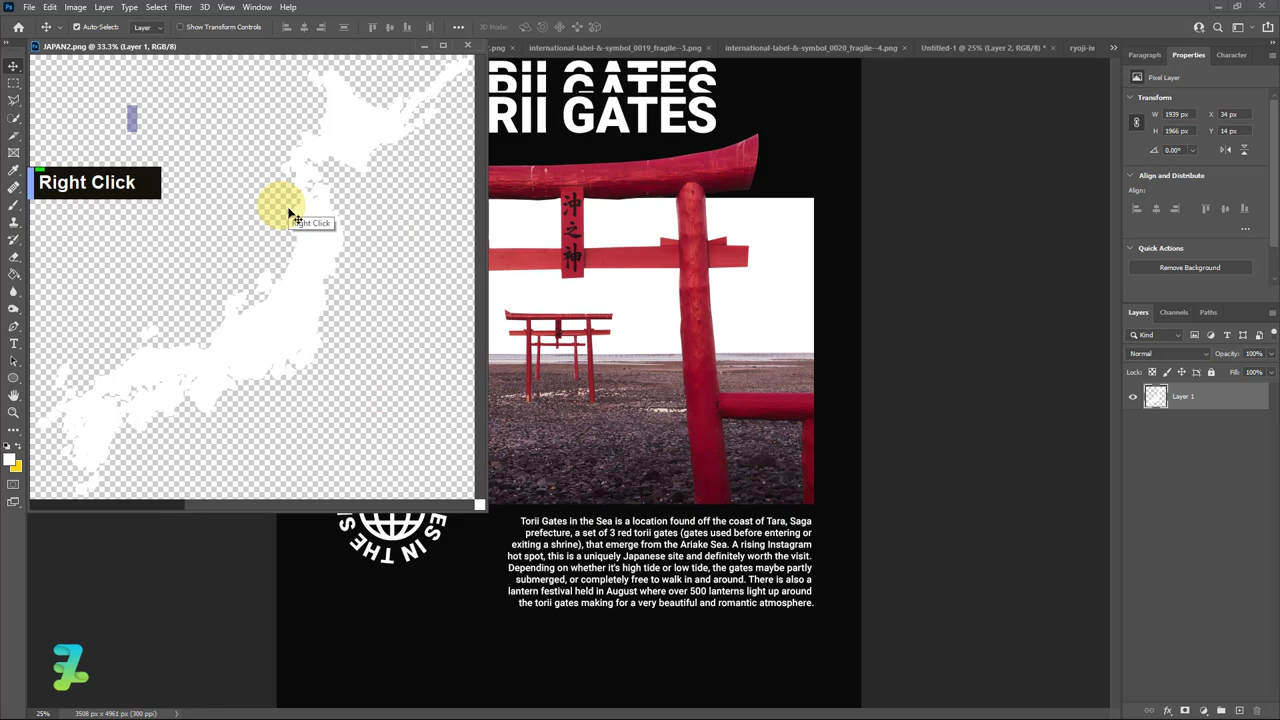 File Edit Image Layer Type Select Filter 3D View Window Help
Auto-Select: Layer Show Transform Controls 3D Mode:
JAPAN2.png @ 33.3% (Layer 1, RGB/8)
international-label-&-symbol_0019_fragile--3.png
international-label-&-symbol_0020_fragile--4.png
Untitled-1 @ 25% (Layer 2, RGB/8) *
Right Click
Right Click
TORII GATES
沖之神
Torii Gates in the Sea is a location found off the coast of Tara, Saga
prefecture, a set of 3 red torii gates (gates used before entering or
exiting a shrine), that emerge from the Ariake Sea. A rising Instagram
hot spot, this is a uniquely Japanese site and definitely worth the visit.
Depending on whether it's high tide or low tide, the gates maybe partly
submerged, or completely free to walk in and around. There is also a
lantern festival held in August where over 500 lanterns light up around
the torii gates making for a very beautiful and romantic atmosphere.
ES IN THE S
Paragraph Properties Character
Pixel Layer
Transform
W 1939 px X 34 px
H 1966 px Y 14 px
0.00°
Align and Distribute
Align:
Quick Actions
Remove Background
Layers Channels Paths
Kind
Normal Opacity: 100%
Lock: Fill: 100%
Layer 1
25% 3508 px x 4961 px (300 ppi)